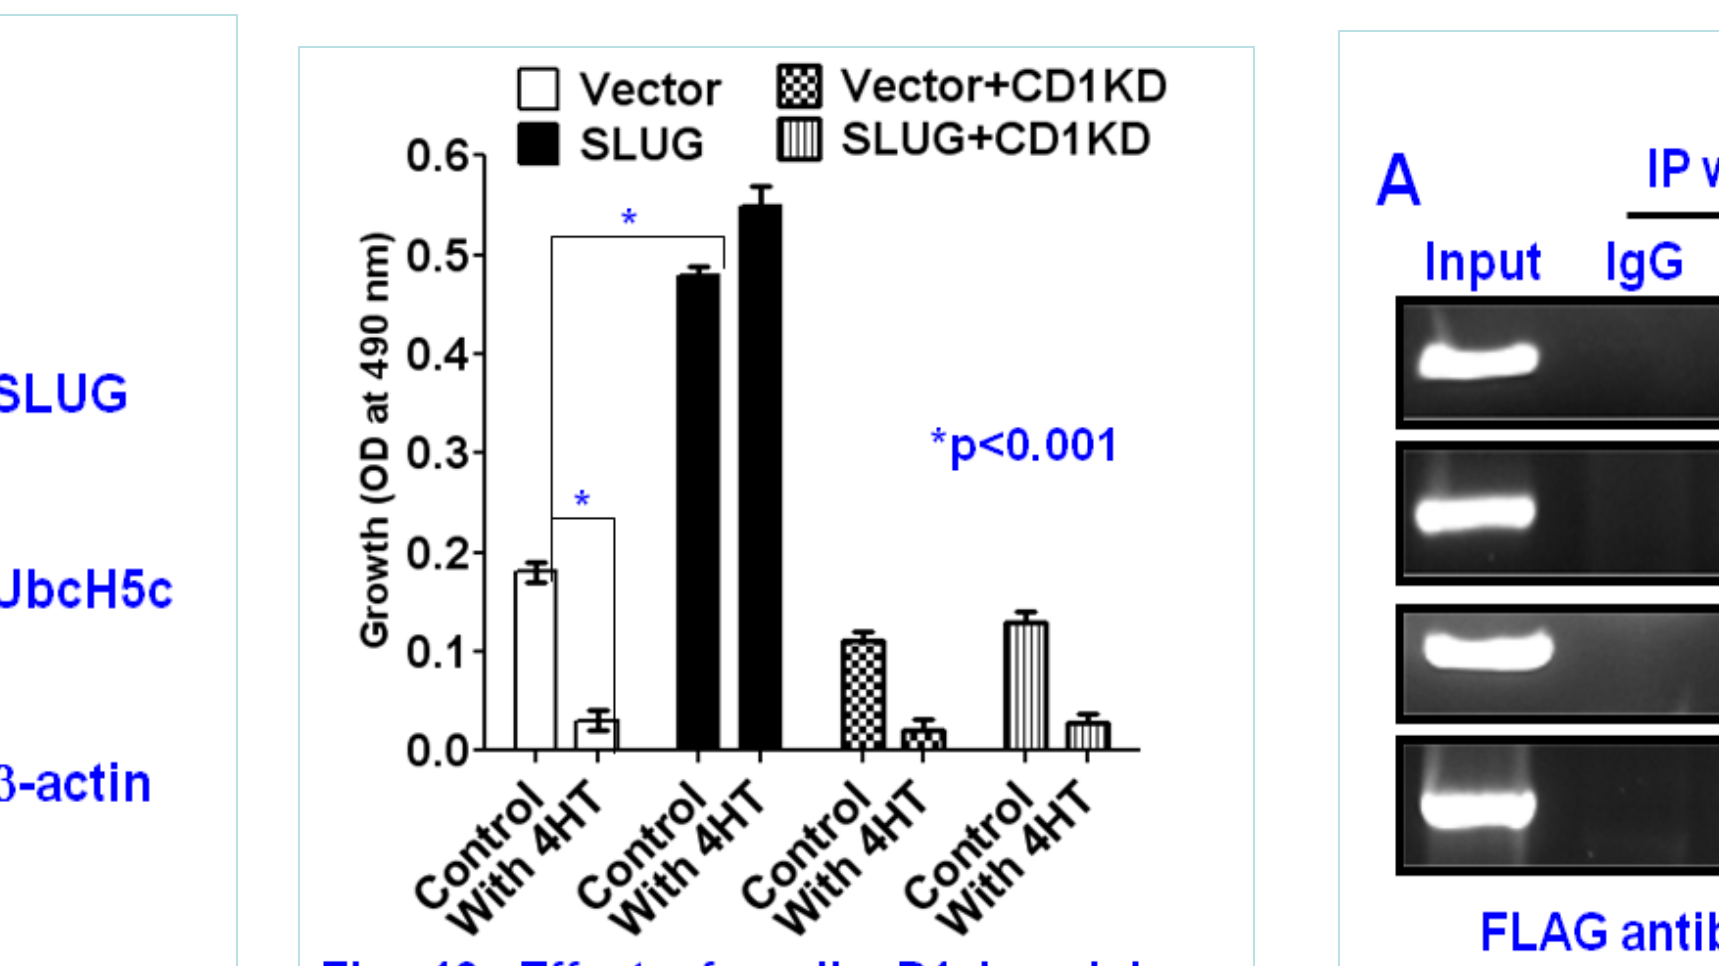 SLUG
UbcH5c
β-actin
Vector
SLUG
Vector+CD1KD
SLUG+CD1KD
Growth (OD at 490 nm)
0.6
0.5
0.4
0.3
0.2
0.1
0.0
*
*
*p<0.001
Control
With 4HT
Control
With 4HT
Control
With 4HT
Control
With 4HT
A
IP
Input IgG
FLAG